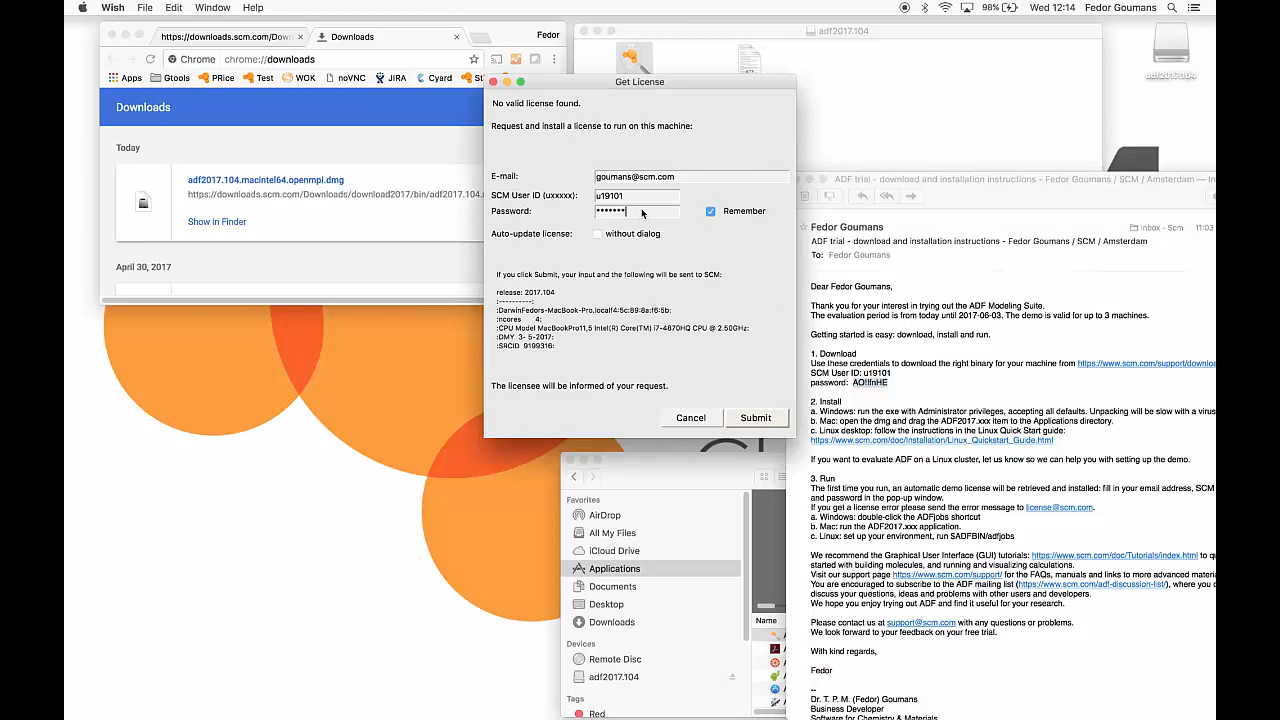 Wish File Edit Window Help 98% Wed 12:14 Fedor Goumans
https://downloads.scm.com/Down Downloads Fedor
Chrome chrome://downloads
Apps Gtools PRice Test WCK noVNC JIRA Cyard
Downloads
Today
adf2017.104.macintel64.openmpi.dmg
https://downloads.scm.com/Downloads/download2017/bin/adf2017.104.
Show in Finder
April 30, 2017
adf2017.104
adf2017.104
Get License
No valid license found.
Request and install a license to run on this machine:
E-mail: goumans@scm.com
SCM User ID (uxxxxx): u19101
Password: •••••••
Remember
Auto-update license: without dialog
If you click Submit, your input and the following will be sent to SCM:
release: 2017.104
:----------:
:DarwinFedors-MacBook-Pro.localf4:5c:89:8a:f6:5b:
:ncores 4:
:CPU Model MacBookPro11,5 Intel(R) Core(TM) i7-4870HQ CPU @ 2.50GHz:
:DMY 3- 5-2017:
:SRCID 9199316:
The licensee will be informed of your request.
Cancel Submit
ADF trial - download and installation instructions - Fedor Goumans / SCM / Amsterdam — In
Fedor Goumans Inbox - Scm 11:03
ADF trial - download and installation instructions - Fedor Goumans / SCM / Amsterdam
To: Fedor Goumans
Dear Fedor Goumans,
Thank you for your interest in trying out the ADF Modeling Suite.
The evaluation period is from today until 2017-06-03. The demo is valid for up to 3 machines.
Getting started is easy: download, install and run.
1. Download
Use these credentials to download the right binary for your machine from https://www.scm.com/support/downloa
SCM User ID: u19101
password:
2. Install
a. Windows: run the exe with Administrator privileges, accepting all defaults. Unpacking will be slow with a virus
b. Mac: open the dmg and drag the ADF2017.xxx item to the Applications directory.
c. Linux desktop: follow the instructions in the Linux Quick Start guide:
https://www.scm.com/doc/Installation/Linux_Quickstart_Guide.html
If you want to evaluate ADF on a Linux cluster, let us know so we can help you with setting up the demo.
3. Run
The first time you run, an automatic demo license will be retrieved and installed: fill in your email address, SCM
and password in the pop-up window.
If you get a license error please send the error message to license@scm.com.
a. Windows: double-click the ADFjobs shortcut
b. Mac: run the ADF2017.xxx application.
c. Linux: set up your environment, run $ADFBIN/adfjobs
We recommend the Graphical User Interface (GUI) tutorials: https://www.scm.com/doc/Tutorials/index.html to
started with building molecules, and running and visualizing calculations.
Visit our support page https://www.scm.com/support/ for the FAQs, manuals and links to more advanced
You are encouraged to subscribe to the ADF mailing list (https://www.scm.com/adf-discussion-list/), where you
discuss your questions, ideas and problems with other users and developers.
We hope you enjoy trying out ADF and find it useful for your research.
Please contact us at support@scm.com with any questions or problems.
We look forward to your feedback on your free trial.
With kind regards,
Fedor
--
Dr. T. P. M. (Fedor) Goumans
Business Developer
Software for Chemistry & Materials
Favorites
AirDrop
All My Files
iCloud Drive
Applications
Documents
Desktop
Downloads
Devices
Remote Disc
adf2017.104
Tags
Red
Name